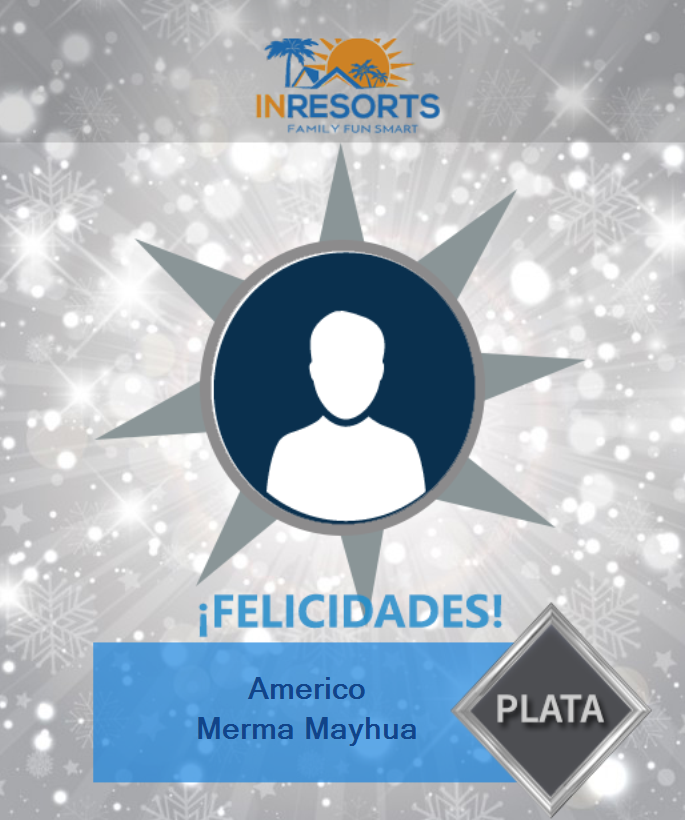 INRESORTS
FAMILY FUN SMART
¡FELICIDADES!
Americo
Merma Mayhua
PLATA